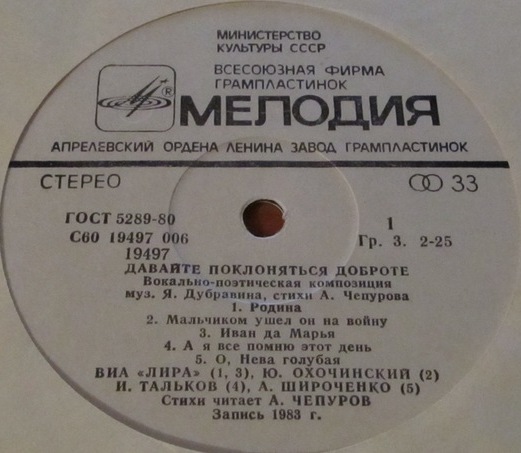 МИНИСТЕРСТВО
КУЛЬТУРЫ СССР
ВСЕСОЮЗНАЯ ФИРМА
ГРАМПЛАСТИНОК
® МЕЛОДИЯ
АПРЕЛЕВСКИЙ ОРДЕНА ЛЕНИНА ЗАВОД ГРАМПЛАСТИНОК
СТЕРЕО 33
ГОСТ 5289-80
С60 19497 006
19497
1
Гр. 3. 2-25
ДАВАЙТЕ ПОКЛОНЯТЬСЯ ДОБРОТЕ
Вокально-поэтическая композиция
муз. Я. Дубравина, стихи А. Чепурова
1. Родина
2. Мальчиком ушел он на войну
3. Иван да Марья
4. А я все помню этот день
5. О, Нева голубая
ВИА «ЛИРА» (1, 3), Ю. ОХОЧИНСКИЙ (2)
И. ТАЛЬКОВ (4), Л. ШИРОЧЕНКО (5)
Стихи читает А. ЧЕПУРОВ
Запись 1983 г.